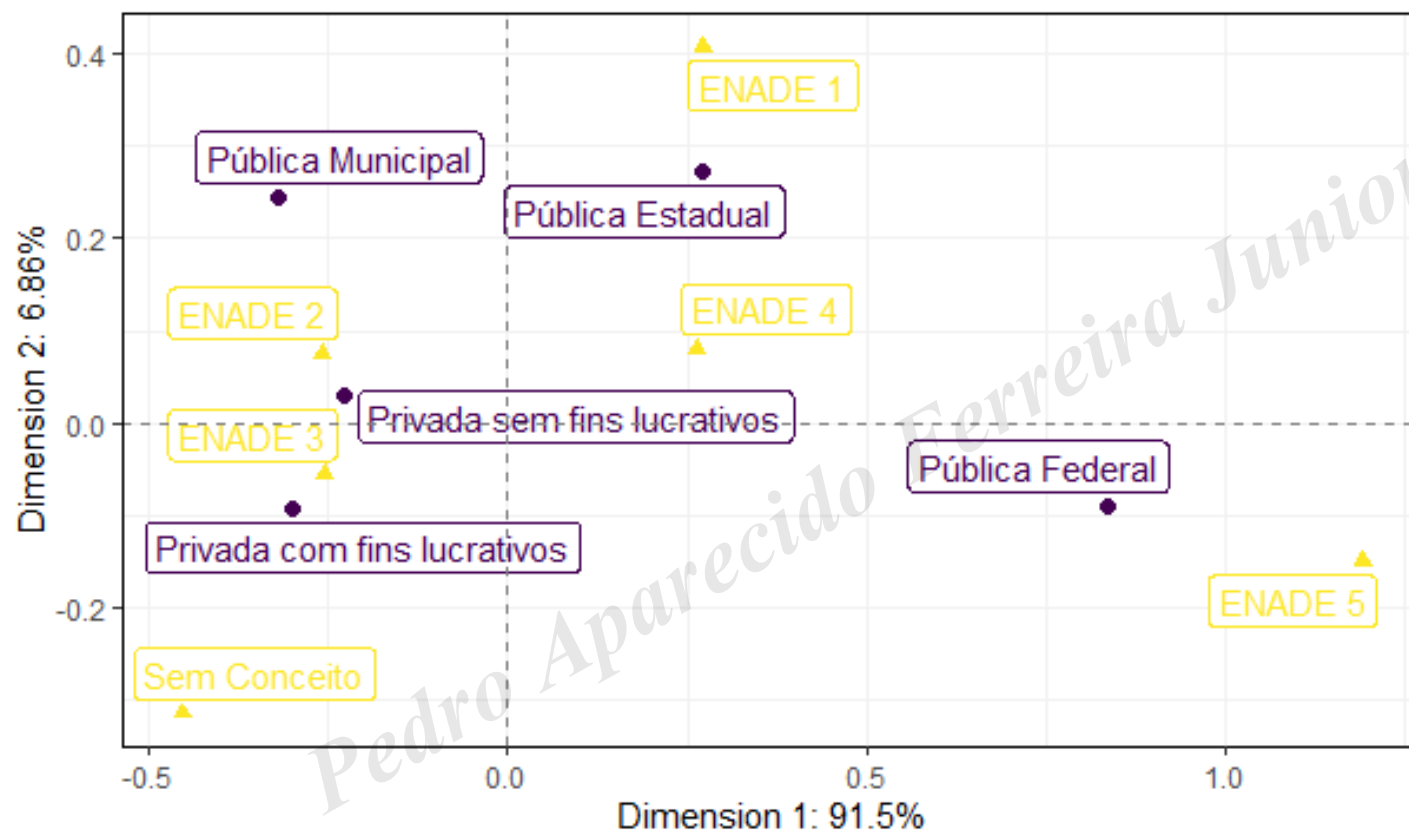 0.4
ENADE 1
Pública Municipal
Pública Estadual
0.2
ENADE 2
ENADE 4
Privada sem fins lucrativos
0.0
ENADE 3
Pública Federal
Privada com fins lucrativos
ENADE 5
-0.2
Sem Conceito
Dimension 2: 6.86%
-0.5
0.0
0.5
1.0
Dimension 1: 91.5%
Pedro Aparecido Ferreira Junior